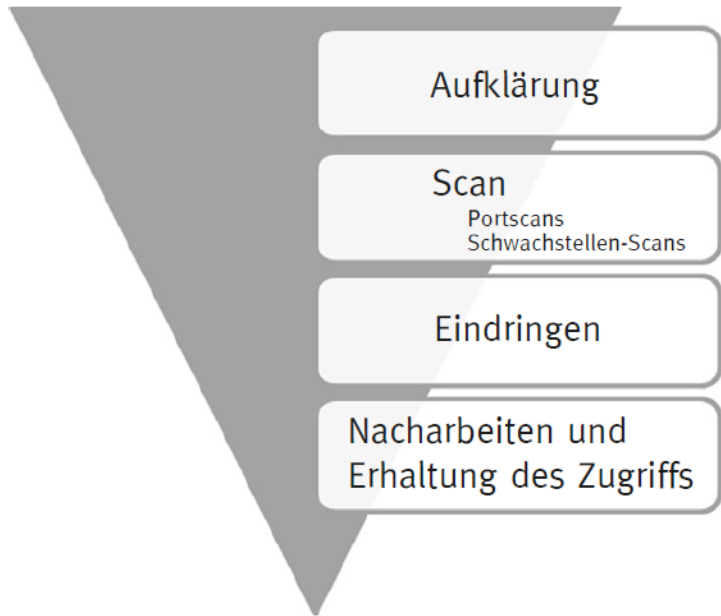 Aufklärung
Scan
Portscans
Schwachstellen-Scans
Eindringen
Nacharbeiten und
Erhaltung des Zugriffs